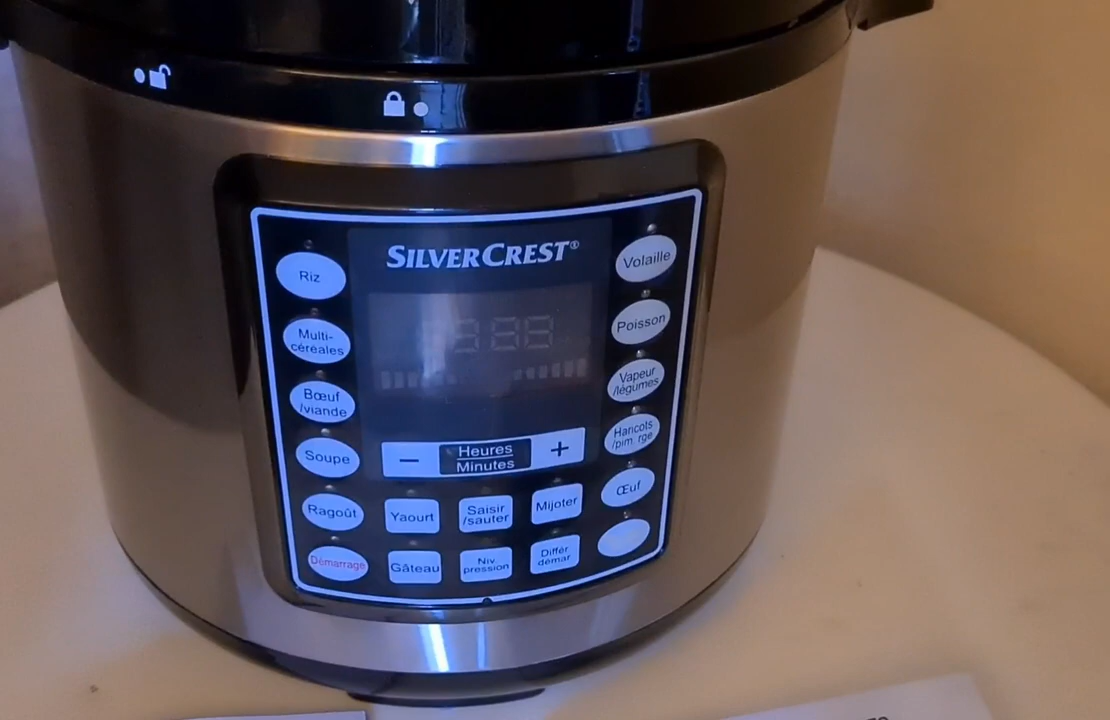 SILVERCREST®
Riz
Volaille
Multi-
céréales
Poisson
Bœuf
/viande
Vapeur
/légumes
Soupe
Haricots
/pim. rge
−
Heures
Minutes
+
Ragoût
Yaourt
Saisir
/sauter
Mijoter
Œuf
Démarrage
Gâteau
Niv.
pression
Différ
démar